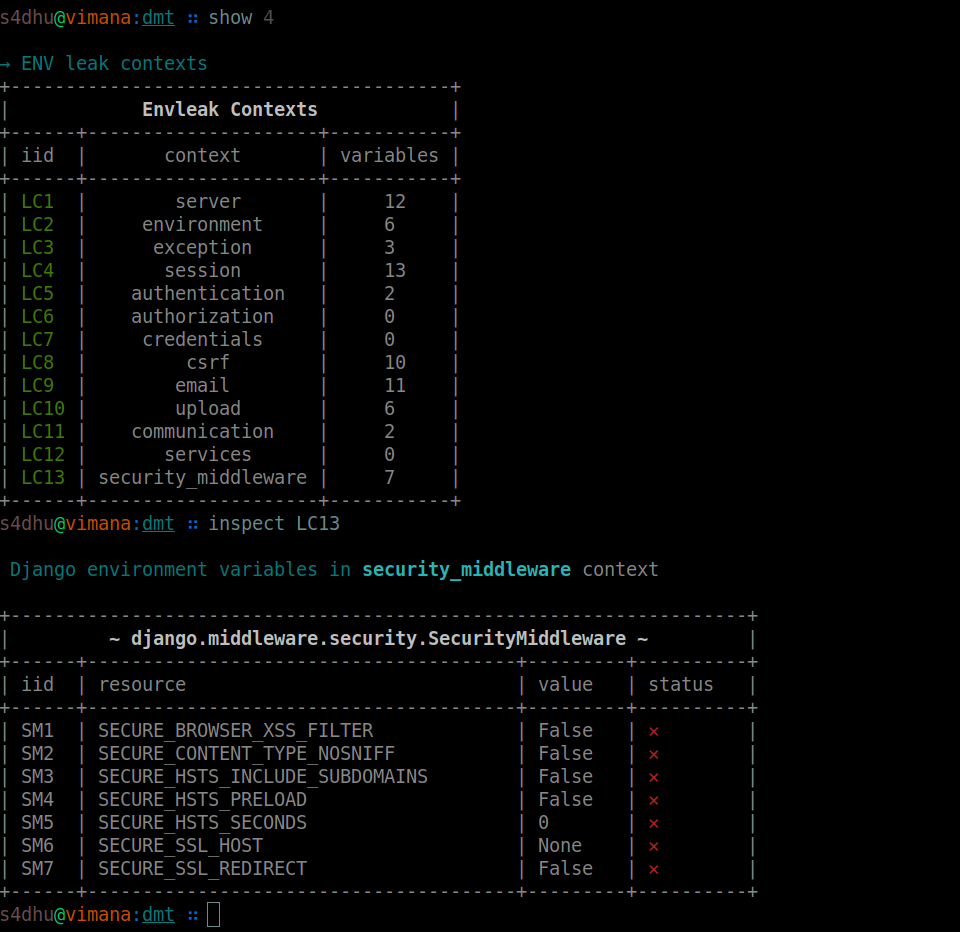 s4dhu@vimana:dmt :: show 4
→ ENV leak contexts
+----------------------------------------+
|            Envleak Contexts            |
+------+---------------------+-----------+
| iid  |       context       | variables |
+------+---------------------+-----------+
| LC1  |        server       |     12    |
| LC2  |     environment     |     6     |
| LC3  |      exception      |     3     |
| LC4  |       session       |     13    |
| LC5  |    authentication   |     2     |
| LC6  |    authorization    |     0     |
| LC7  |     credentials     |     0     |
| LC8  |         csrf        |     10    |
| LC9  |        email        |     11    |
| LC10 |        upload       |     6     |
| LC11 |    communication    |     2     |
| LC12 |       services      |     0     |
| LC13 | security_middleware |     7     |
+------+---------------------+-----------+
s4dhu@vimana:dmt :: inspect LC13
Django environment variables in security_middleware context
+-------------------------------------------------------------------+
|         ~ django.middleware.security.SecurityMiddleware ~         |
+------+---------------------------------------+---------+----------+
| iid  | resource                              | value   | status   |
+------+---------------------------------------+---------+----------+
| SM1  | SECURE_BROWSER_XSS_FILTER             | False   | ✕        |
| SM2  | SECURE_CONTENT_TYPE_NOSNIFF           | False   | ✕        |
| SM3  | SECURE_HSTS_INCLUDE_SUBDOMAINS        | False   | ✕        |
| SM4  | SECURE_HSTS_PRELOAD                   | False   | ✕        |
| SM5  | SECURE_HSTS_SECONDS                   | 0       | ✕        |
| SM6  | SECURE_SSL_HOST                       | None    | ✕        |
| SM7  | SECURE_SSL_REDIRECT                   | False   | ✕        |
+------+---------------------------------------+---------+----------+
s4dhu@vimana:dmt ::